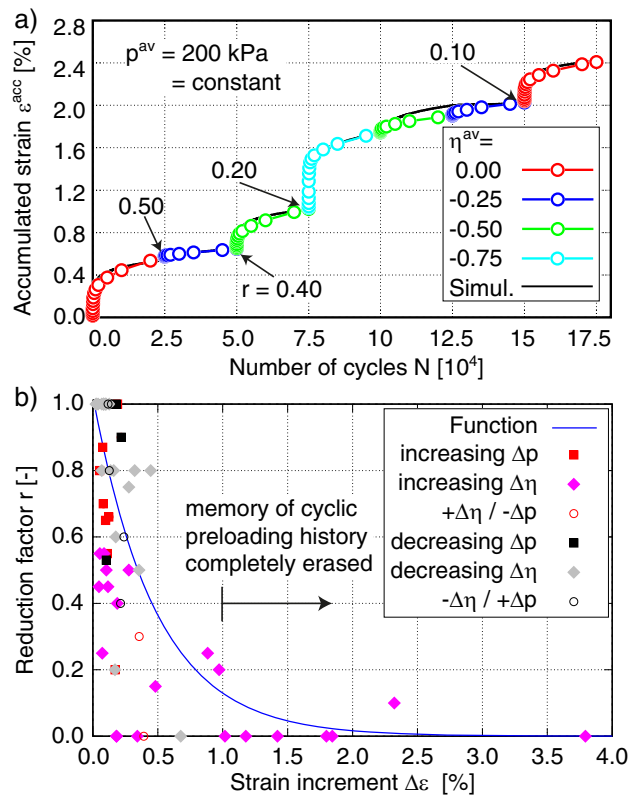 a)
Accumulated strain ε^acc [%]
2.8
2.4
2.0
1.6
1.2
0.8
0.4
0.0
p^av = 200 kPa
= constant
0.50
0.20
r = 0.40
0.10
η^av=
0.00
-0.25
-0.50
-0.75
Simul.
0.0 2.5 5.0 7.5 10 12.5 15 17.5
Number of cycles N [10^4]
b)
Reduction factor r [-]
1.0
0.8
0.6
0.4
0.2
0.0
Function
increasing Δp
increasing Δη
+Δη / -Δp
decreasing Δp
decreasing Δη
-Δη / +Δp
memory of cyclic
preloading history
completely erased
0.0 0.5 1.0 1.5 2.0 2.5 3.0 3.5 4.0
Strain increment Δε [%]